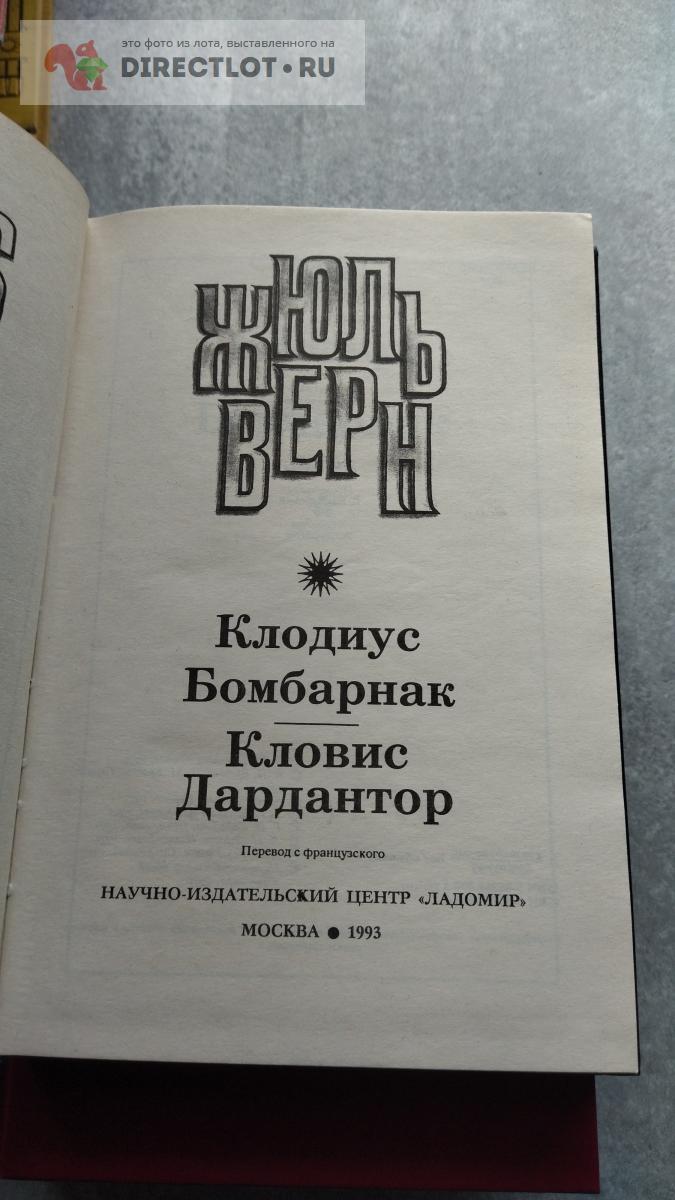 это фото из лота, выставленного на
DIRECTLOT.RU
ЖЮЛЬ
ВЕРН
Клодиус
Бомбарнак
Кловис
Дардантор
Перевод с французского
НАУЧНО-ИЗДАТЕЛЬСКИЙ ЦЕНТР «ЛАДОМИР»
МОСКВА ● 1993